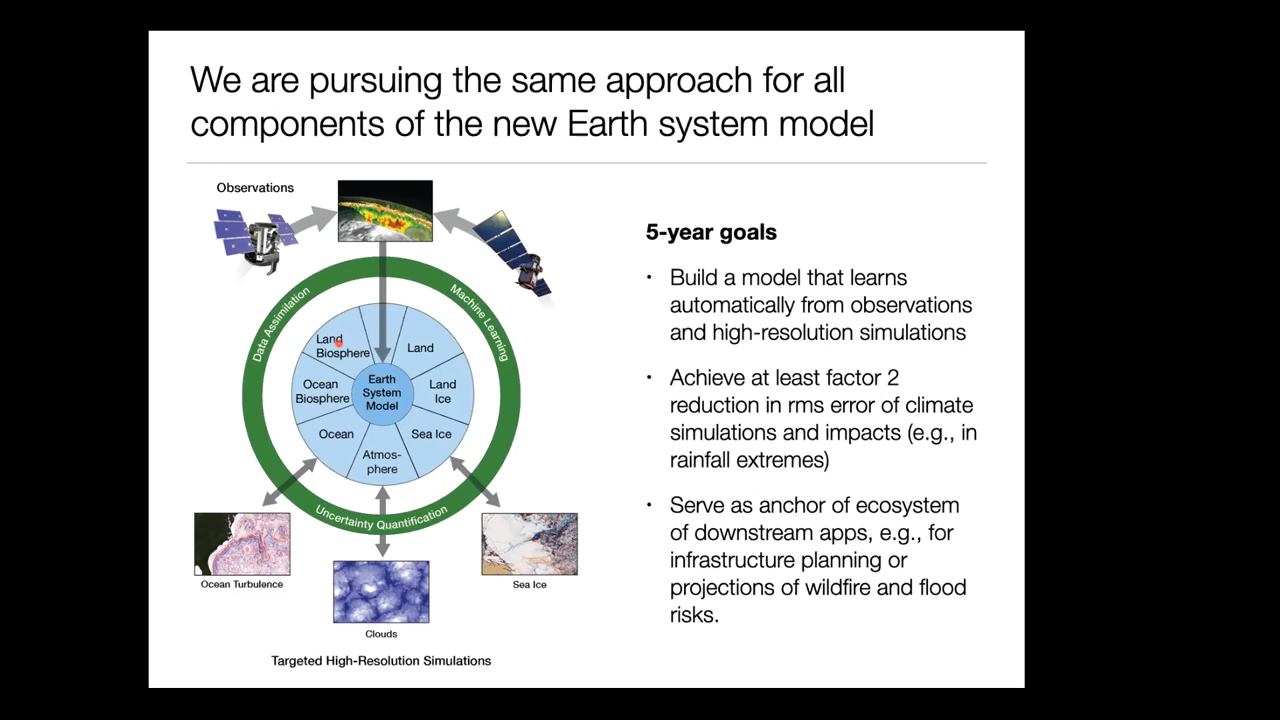 We are pursuing the same approach for all
components of the new Earth system model
Observations
Data Assimilation
Machine Learning
Land
Biosphere
Land
Ocean
Biosphere
Earth
System
Model
Land
Ice
Ocean
Sea Ice
Atmos-
phere
Uncertainty Quantification
Ocean Turbulence
Sea Ice
Clouds
Targeted High-Resolution Simulations
5-year goals
• Build a model that learns
automatically from observations
and high-resolution simulations
• Achieve at least factor 2
reduction in rms error of climate
simulations and impacts (e.g., in
rainfall extremes)
• Serve as anchor of ecosystem
of downstream apps, e.g., for
infrastructure planning or
projections of wildfire and flood
risks.